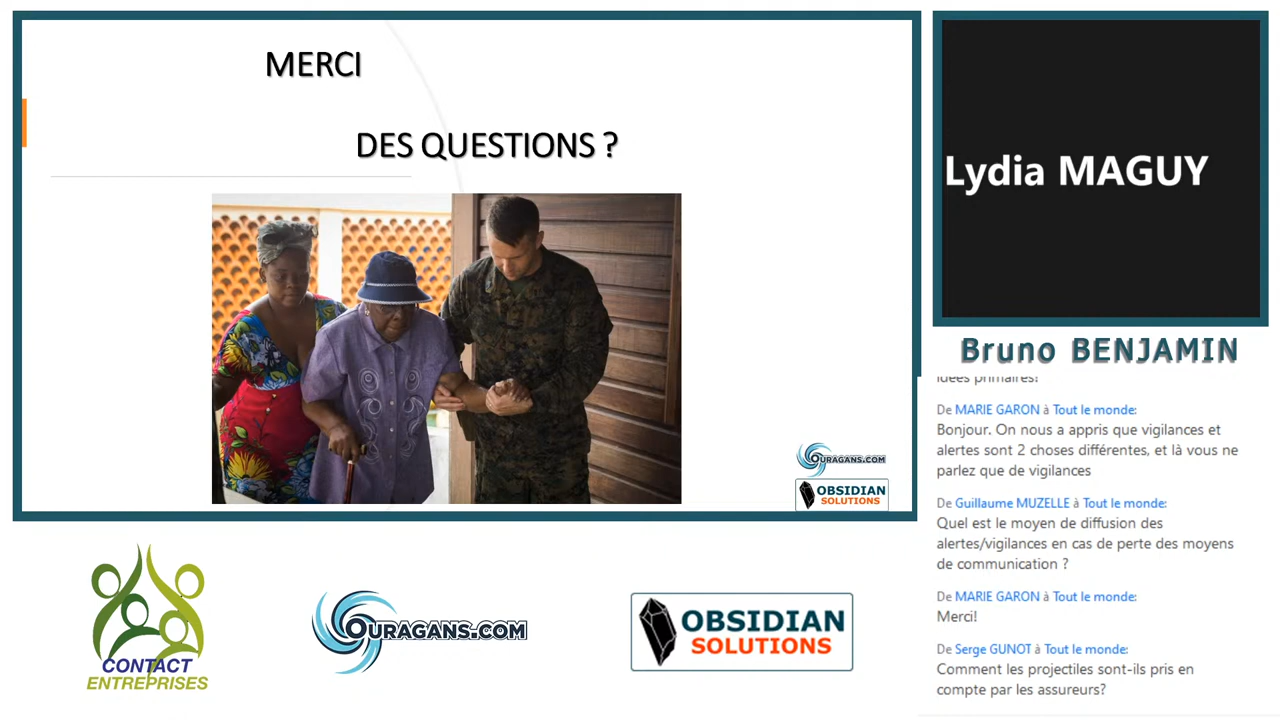 MERCI
DES QUESTIONS ?
OURAGANS.COM
OBSIDIAN
SOLUTIONS
Lydia MAGUY
Bruno BENJAMIN
idées primaires!
De MARIE GARON à Tout le monde:
Bonjour. On nous a appris que vigilances et
alertes sont 2 choses différentes, et là vous ne
parlez que de vigilances
De Guillaume MUZELLE à Tout le monde:
Quel est le moyen de diffusion des
alertes/vigilances en cas de perte des moyens
de communication ?
De MARIE GARON à Tout le monde:
Merci!
De Serge GUNOT à Tout le monde:
Comment les projectiles sont-ils pris en
compte par les assureurs?
CONTACT
ENTREPRISES
OURAGANS.COM
OBSIDIAN
SOLUTIONS